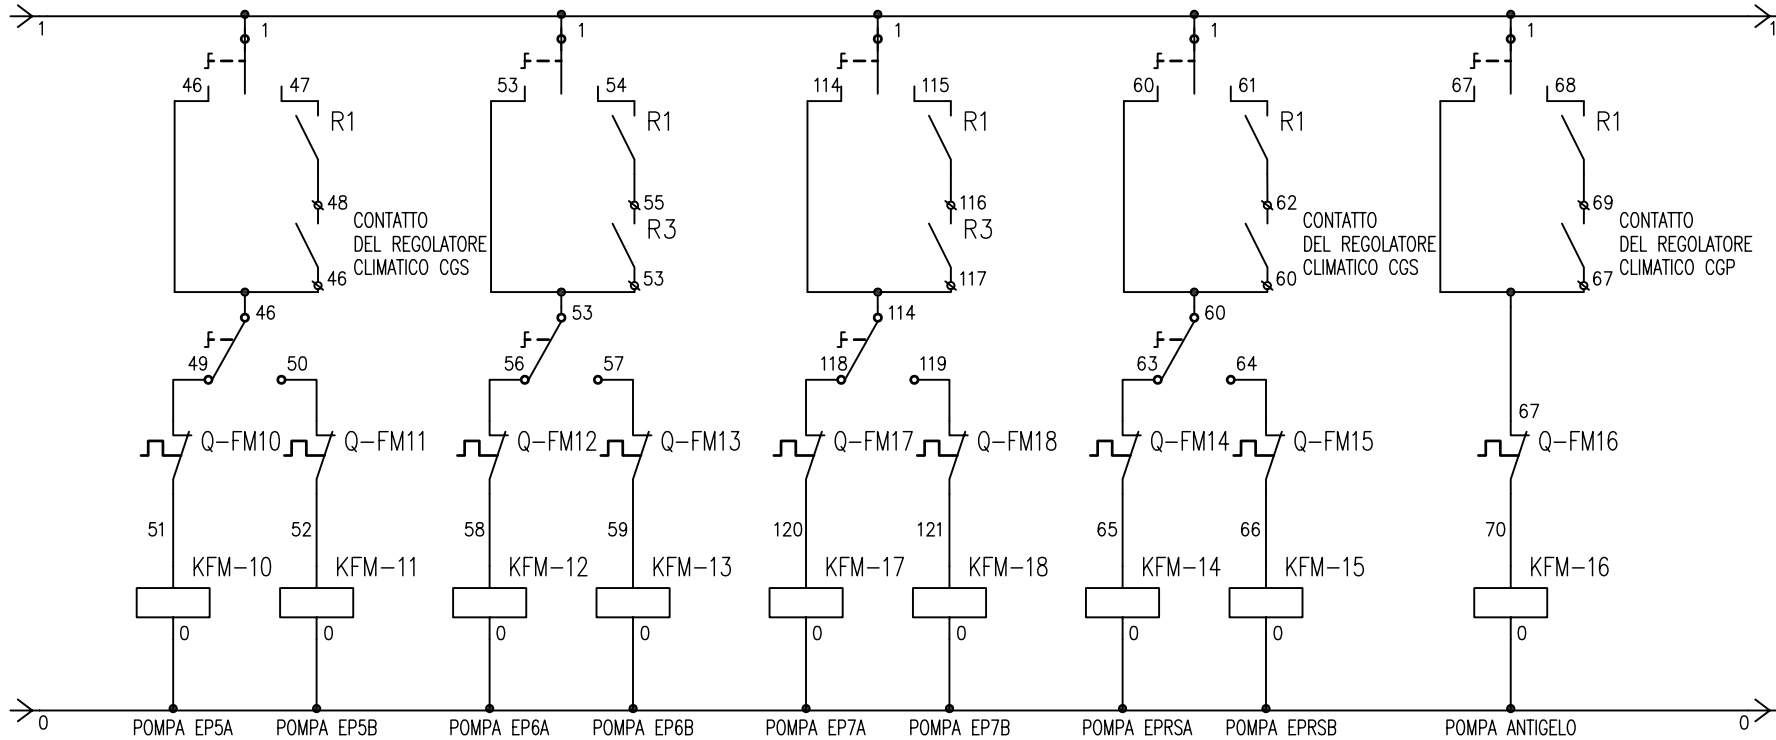 1 1 1 1 1 1 1
46 47 53 54 114 115 60 61 67 68
R1 R1 R1 R1 R1
48 55 116 62 69
CONTATTO
DEL REGOLATORE
CLIMATICO CGS
R3 R3
CONTATTO
DEL REGOLATORE
CLIMATICO CGS
CONTATTO
DEL REGOLATORE
CLIMATICO CGP
46 53 117 60 67
46 53 114 60
49 50 56 57 118 119 63 64
67
Q-FM10 Q-FM11 Q-FM12 Q-FM13 Q-FM17 Q-FM18 Q-FM14 Q-FM15 Q-FM16
51 52 58 59 120 121 65 66 70
KFM-10 KFM-11 KFM-12 KFM-13 KFM-17 KFM-18 KFM-14 KFM-15 KFM-16
0 0 0 0 0 0 0 0 0
0 0
POMPA EP5A POMPA EP5B POMPA EP6A POMPA EP6B POMPA EP7A POMPA EP7B POMPA EPRSA POMPA EPRSB POMPA ANTIGELO